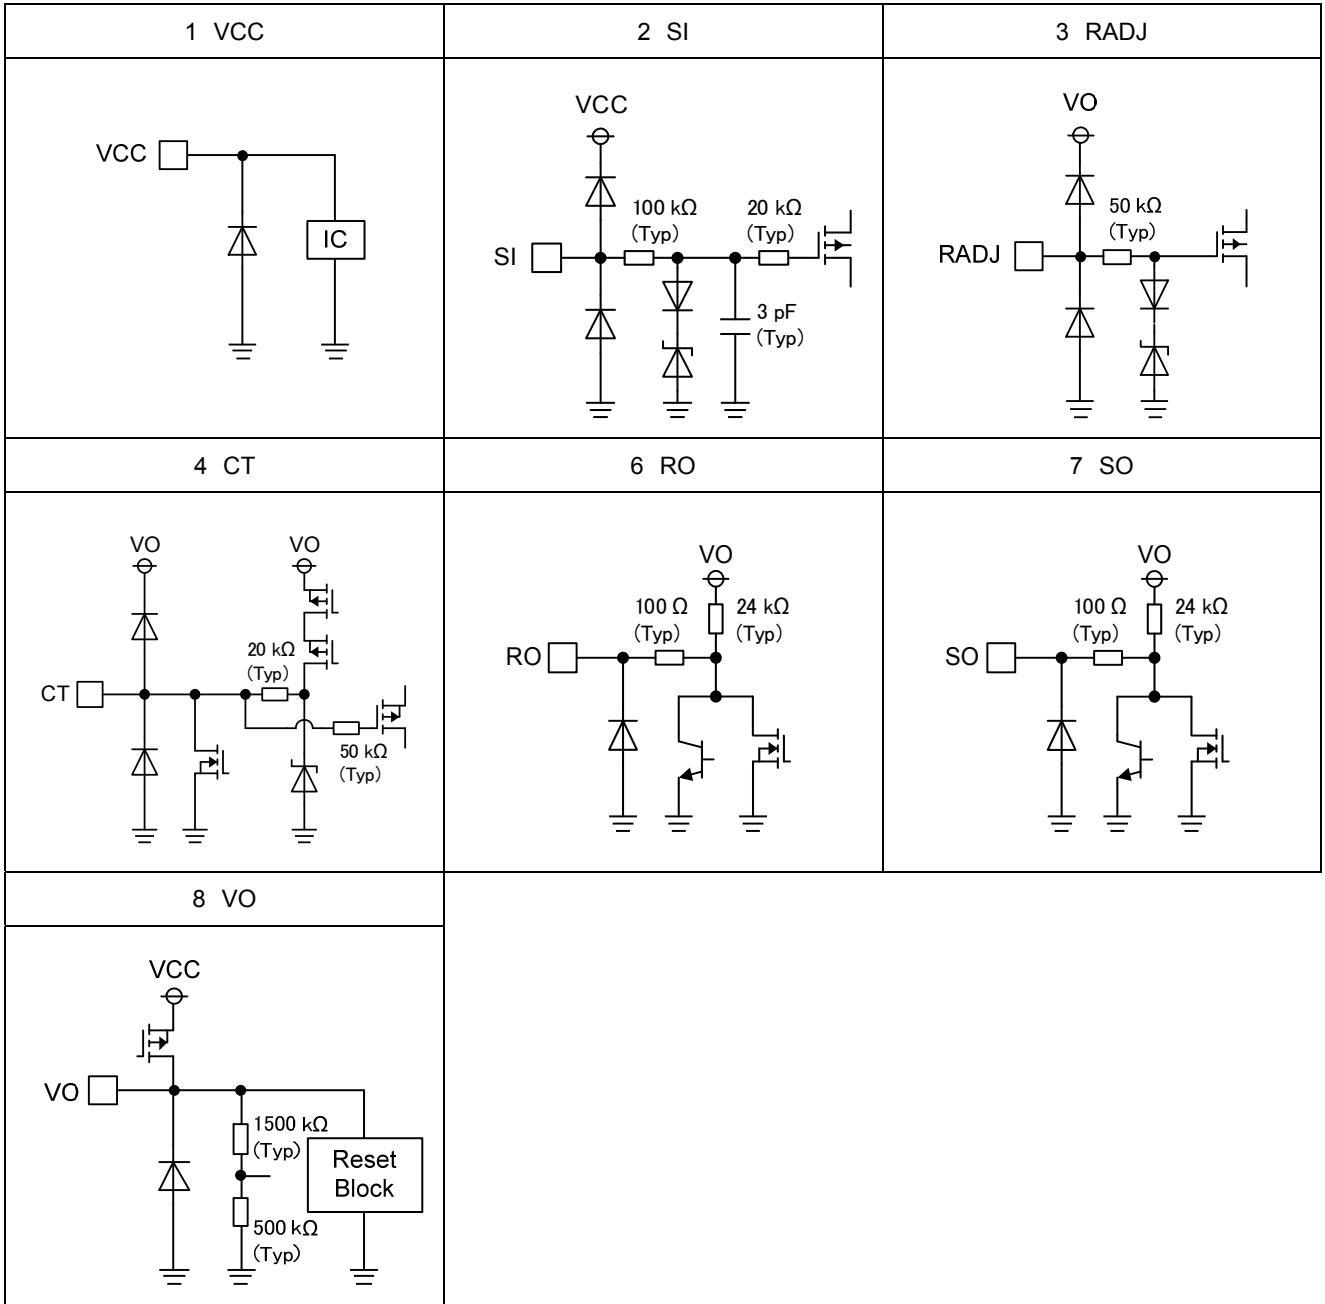 1 VCC
2 SI
3 RADJ
VCC
IC
VCC
SI
100 kΩ
(Typ)
20 kΩ
(Typ)
3 pF
(Typ)
VO
RADJ
50 kΩ
(Typ)
4 CT
6 RO
7 SO
VO
VO
CT
20 kΩ
(Typ)
50 kΩ
(Typ)
VO
100 Ω
(Typ)
24 kΩ
(Typ)
RO
VO
100 Ω
(Typ)
24 kΩ
(Typ)
SO
8 VO
VCC
VO
1500 kΩ
(Typ)
500 kΩ
(Typ)
Reset
Block